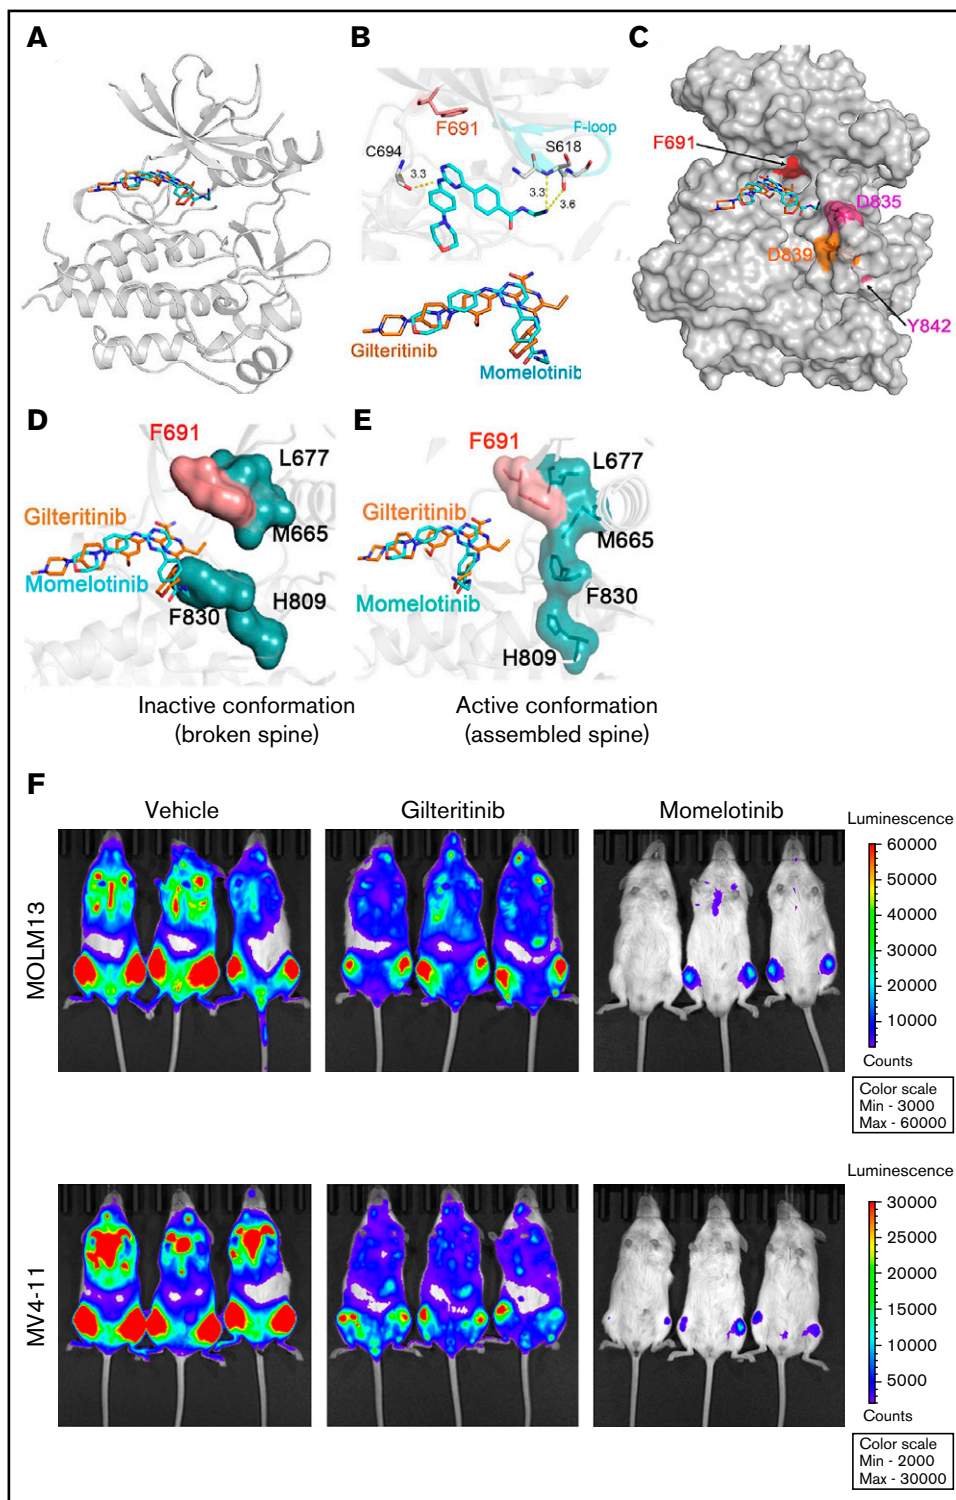 A
B
C
F691
C694
3.3
F-loop
S618
3.3
3.6
Gilteritinib
Momelotinib
F691
D835
D839
Y842
D
E
F691
L677
M665
Gilteritinib
Momelotinib
F830
H809
Inactive conformation
(broken spine)
F691
L677
M665
Gilteritinib
Momelotinib
F830
H809
Active conformation
(assembled spine)
F
Vehicle
Gilteritinib
Momelotinib
MOLM13
Luminescence
60000
50000
40000
30000
20000
10000
Counts
Color scale
Min - 3000
Max - 60000
MV4-11
Luminescence
30000
25000
20000
15000
10000
5000
Counts
Color scale
Min - 2000
Max - 30000